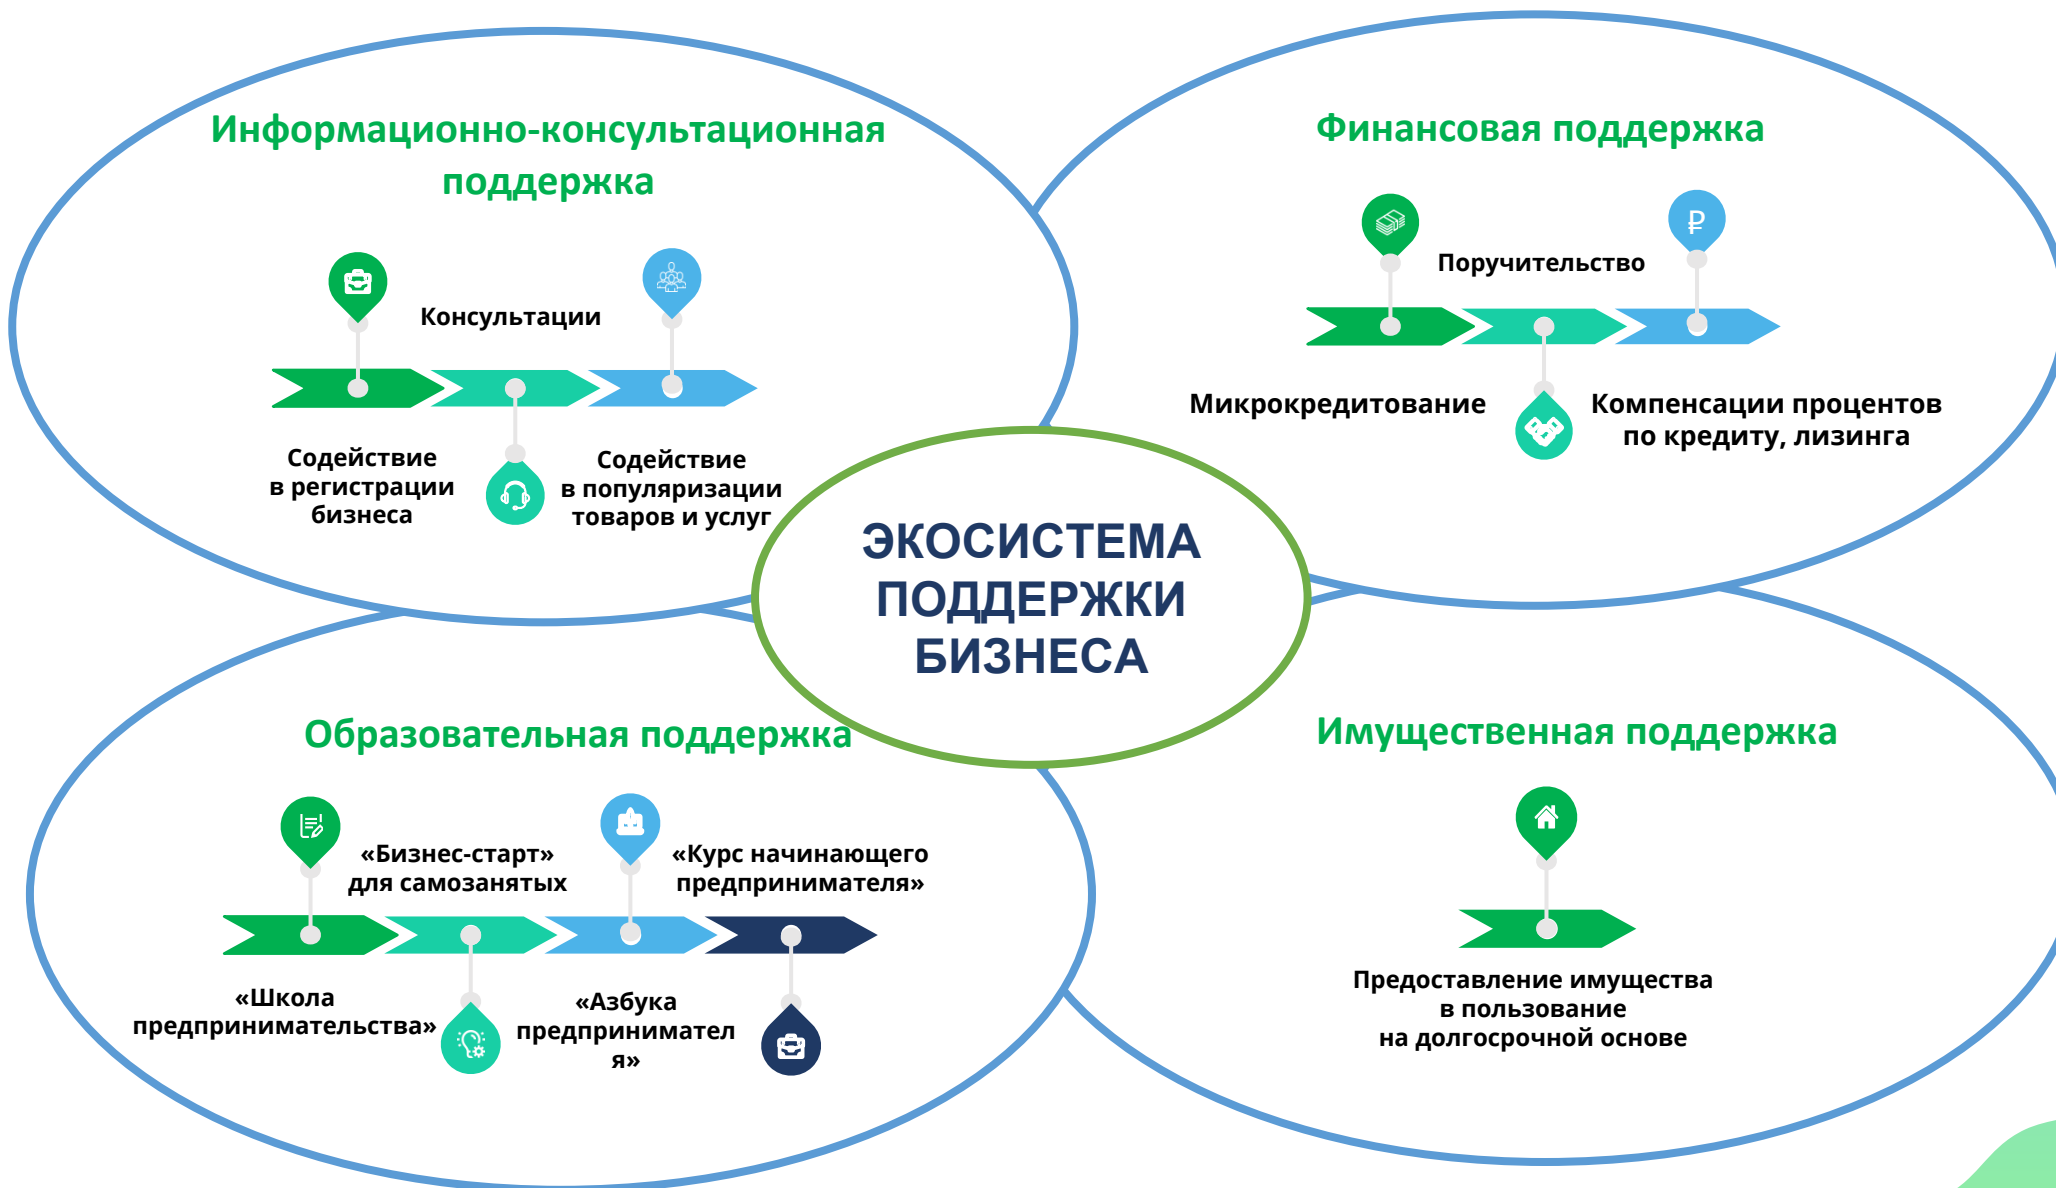 Информационно-консультационная
поддержка
Консультации
Содействие
в регистрации
бизнеса
Содействие
в популяризации
товаров и услуг
Финансовая поддержка
₽
Поручительство
Микрокредитование
Компенсации процентов
по кредиту, лизинга
ЭКОСИСТЕМА
ПОДДЕРЖКИ
БИЗНЕСА
Образовательная поддержка
«Бизнес-старт»
для самозанятых
«Курс начинающего
предпринимателя»
«Школа
предпринимательства»
«Азбука
предпринимател
я»
Имущественная поддержка
Предоставление имущества
в пользование
на долгосрочной основе